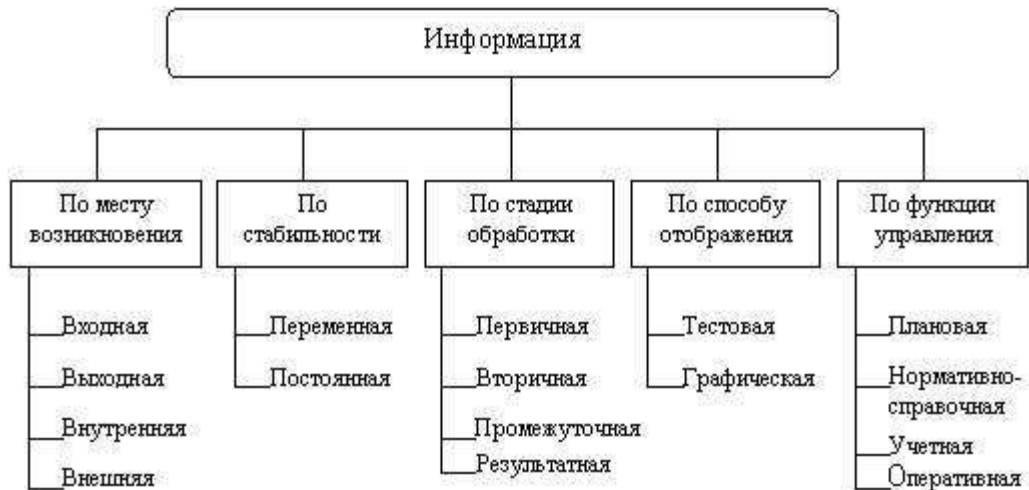 Информация
По месту
возникновения
Входная
Выходная
Внутренняя
Внешняя
По
стабильности
Переменная
Постоянная
По стадии
обработки
Первичная
Вторичная
Промежуточная
Результатная
По способу
отображения
Тестовая
Графическая
По функции
управления
Плановая
Нормативно-
справочная
Учетная
Оперативная